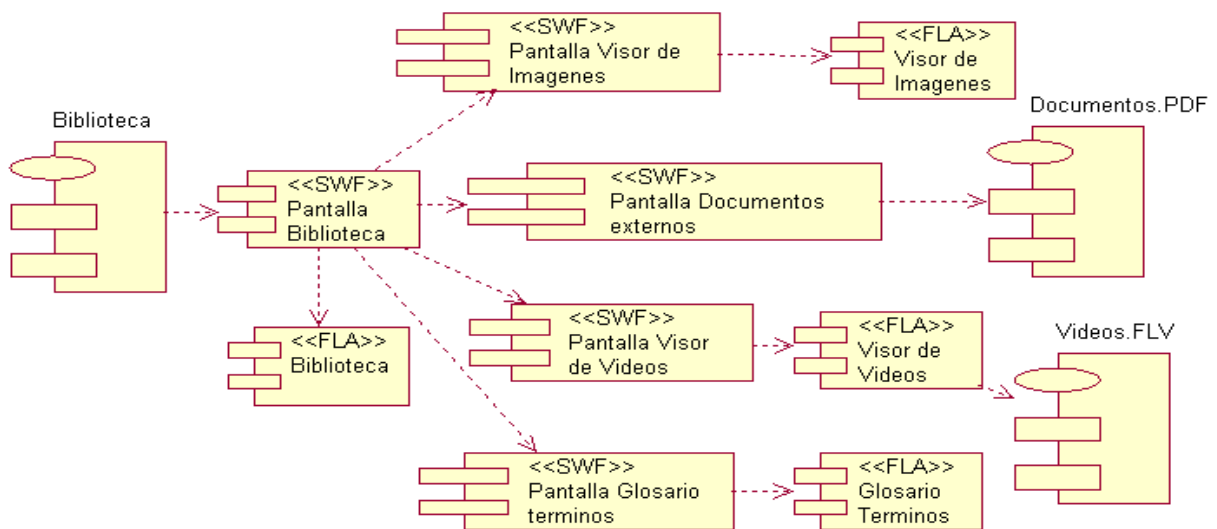 <<SWF>>
Pantalla Visor de
Imagenes
<<FLA>>
Visor de
Imagenes
Documentos.PDF
Biblioteca
<<SWF>>
Pantalla
Biblioteca
<<SWF>>
Pantalla Documentos
externos
<<FLA>>
Biblioteca
<<SWF>>
Pantalla Visor
de Videos
<<FLA>>
Visor de
Videos
Videos.FLV
<<SWF>>
Pantalla Glosario
terminos
<<FLA>>
Glosario
Terminos